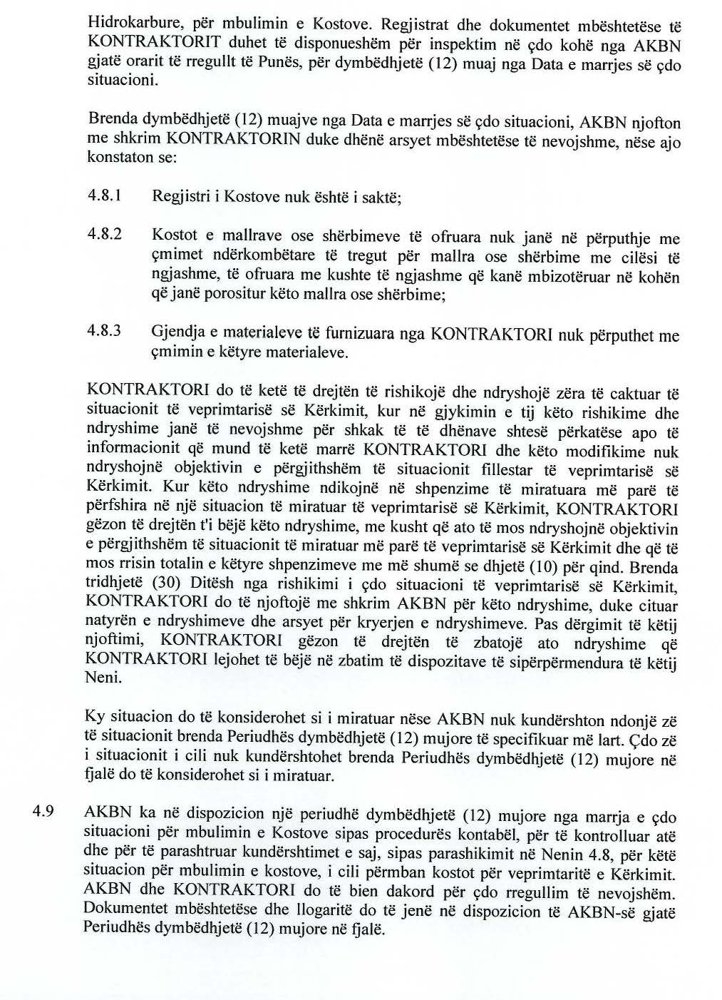 Hidrokarbure, për mbulimin e Kostove. Regjistrat dhe dokumentet mbështetëse të
KONTRAKTORIT duhet të disponueshëm për inspektim në çdo kohë nga AKBN
gjatë orarit të rregullt të Punës, për dymbëdhjetë (12) muaj nga Data e marrjes së çdo
situacioni.
Brenda dymbëdhjetë (12) muajve nga Data e marrjes së çdo situacioni, AKBN njofton
me shkrim KONTRAKTORIN duke dhënë arsyet mbështetëse të nevojshme, nëse ajo
konstaton se:
4.8.1 Regjistri i Kostove nuk është i saktë;
4.8.2 Kostot e mallrave ose shërbimeve të ofruara nuk janë në përputhje me
çmimet ndërkombëtare të tregut për mallra ose shërbime me cilësi të
ngjashme, të ofruara me kushte të ngjashme që kanë mbizotëruar në kohën
që janë porositur këto mallra ose shërbime;
4.8.3 Gjendja e materialeve të furnizuara nga KONTRAKTORI nuk përputhet me
çmimin e këtyre materialeve.
KONTRAKTORI do të ketë të drejtën të rishikojë dhe ndryshojë zëra të caktuar të
situacionit të veprimtarisë së Kërkimit, kur në gjykimin e tij këto rishikime dhe
ndryshime janë të nevojshme për shkak të të dhënave shtesë përkatëse apo të
informacionit që mund të ketë marrë KONTRAKTORI dhe këto modifikime nuk
ndryshojnë objektivin e përgjithshëm të situacionit fillestar të veprimtarisë së
Kërkimit. Kur këto ndryshime ndikojnë në shpenzime të miratuara më parë të
përfshira në një situacion të miratuar të veprimtarisë së Kërkimit, KONTRAKTORI
gëzon të drejtën t'i bëjë këto ndryshime, me kusht që ato të mos ndryshojnë objektivin
e përgjithshëm të situacionit të miratuar më parë të veprimtarisë së Kërkimit dhe që të
mos rrisin totalin e këtyre shpenzimeve me më shumë se dhjetë (10) për qind. Brenda
tridhjetë (30) Ditësh nga rishikimi i çdo situacioni të veprimtarisë së Kërkimit,
KONTRAKTORI do të njoftojë me shkrim AKBN për këto ndryshime, duke cituar
natyrën e ndryshimeve dhe arsyet për kryerjen e ndryshimeve. Pas dërgimit të këtij
njoftimi, KONTRAKTORI gëzon të drejtën të zbatojë ato ndryshime që
KONTRAKTORI lejohet të bëjë në zbatim të dispozitave të sipërpërmendura të këtij
Neni.
Ky situacion do të konsiderohet si i miratuar nëse AKBN nuk kundërshton ndonjë zë
të situacionit brenda Periudhës dymbëdhjetë (12) mujore të specifikuar më lart. Çdo zë
i situacionit i cili nuk kundërshtohet brenda Periudhës dymbëdhjetë (12) mujore në
fjalë do të konsiderohet si i miratuar.
4.9 AKBN ka në dispozicion një periudhë dymbëdhjetë (12) mujore nga marrja e çdo
situacioni për mbulimin e Kostove sipas procedurës kontabël, për të kontrolluar atë
dhe për të parashtruar kundërshtimet e saj, sipas parashikimit në Nenin 4.8, për këtë
situacion për mbulimin e kostove, i cili përmban kostot për veprimtaritë e Kërkimit.
AKBN dhe KONTRAKTORI do të bien dakord për çdo rregullim të nevojshëm.
Dokumentet mbështetëse dhe llogaritë do të jenë në dispozicion të AKBN-së gjatë
Periudhës dymbëdhjetë (12) mujore në fjalë.